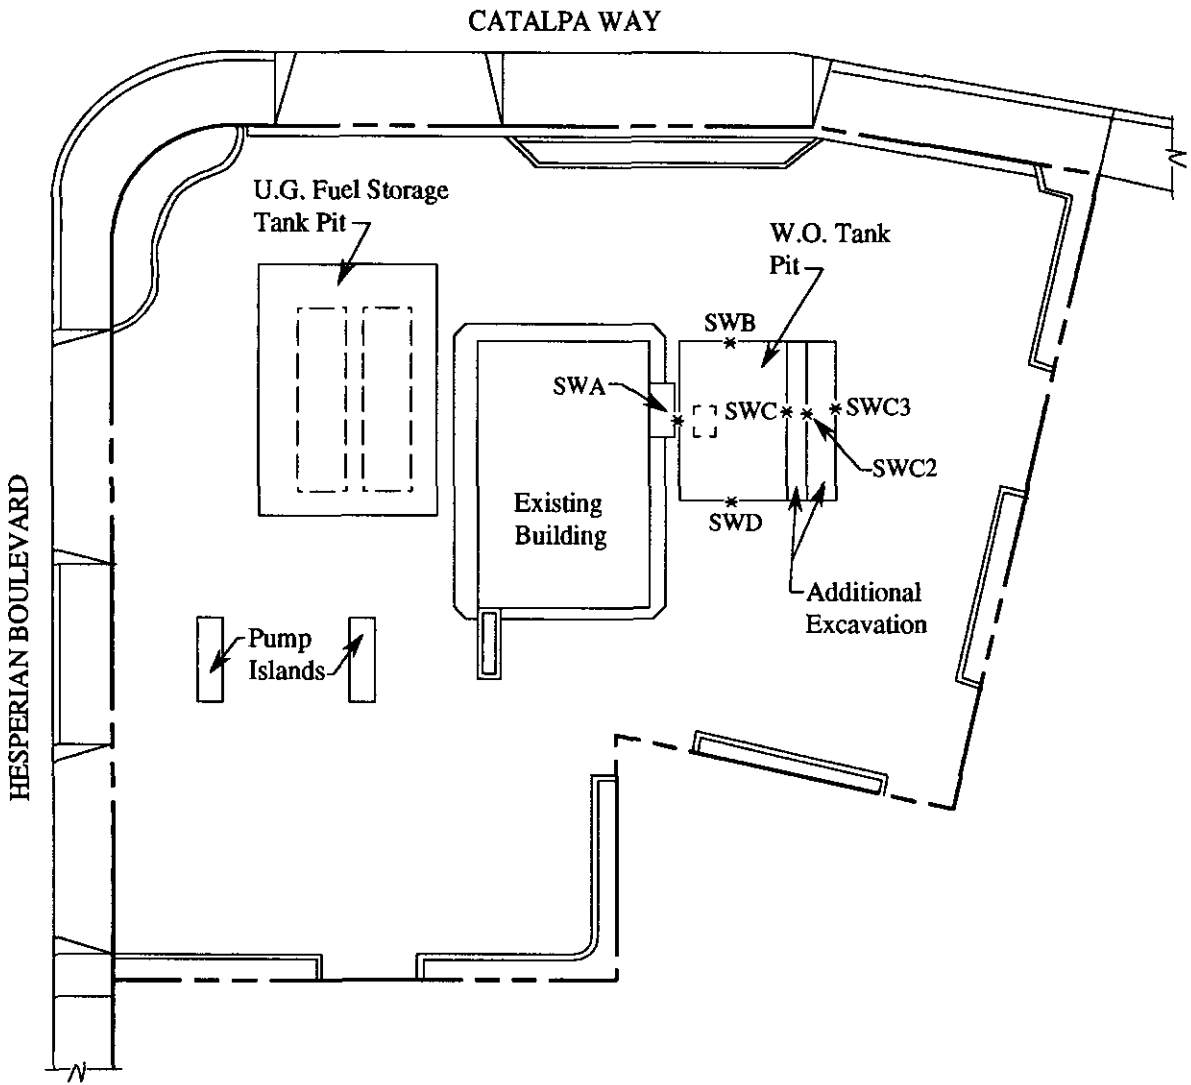 CATALPA WAY
U.G. Fuel Storage
Tank Pit
W.O. Tank
Pit
SWB
SWA
SWC
SWC3
SWC2
SWD
Existing
Building
Additional
Excavation
Pump
Islands
HESPERIAN BOULEVARD
N
N